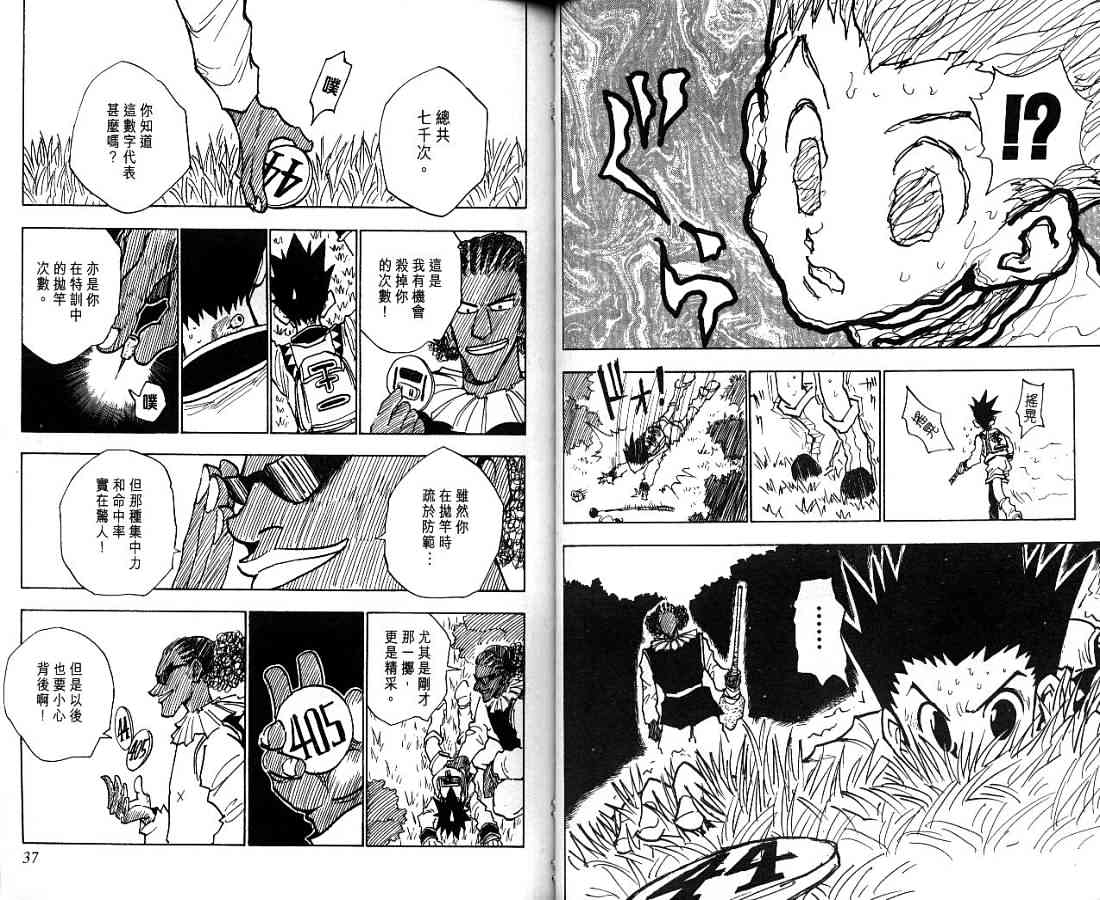 !?
搖晃
44
噗
總共
七千次。
你知道
這數字代表
甚麼嗎？
44
這是
我有機會
殺掉你
的次數！
亦是你
在特訓中
的拋竿
次數。
噗
雖然你
在拋竿時
疏於防範…
但那種集中力
和命中率
實在驚人！
尤其是剛才
那一擲，
更是精采。
405
但是以後
也要小心
背後啊！
44
405
37